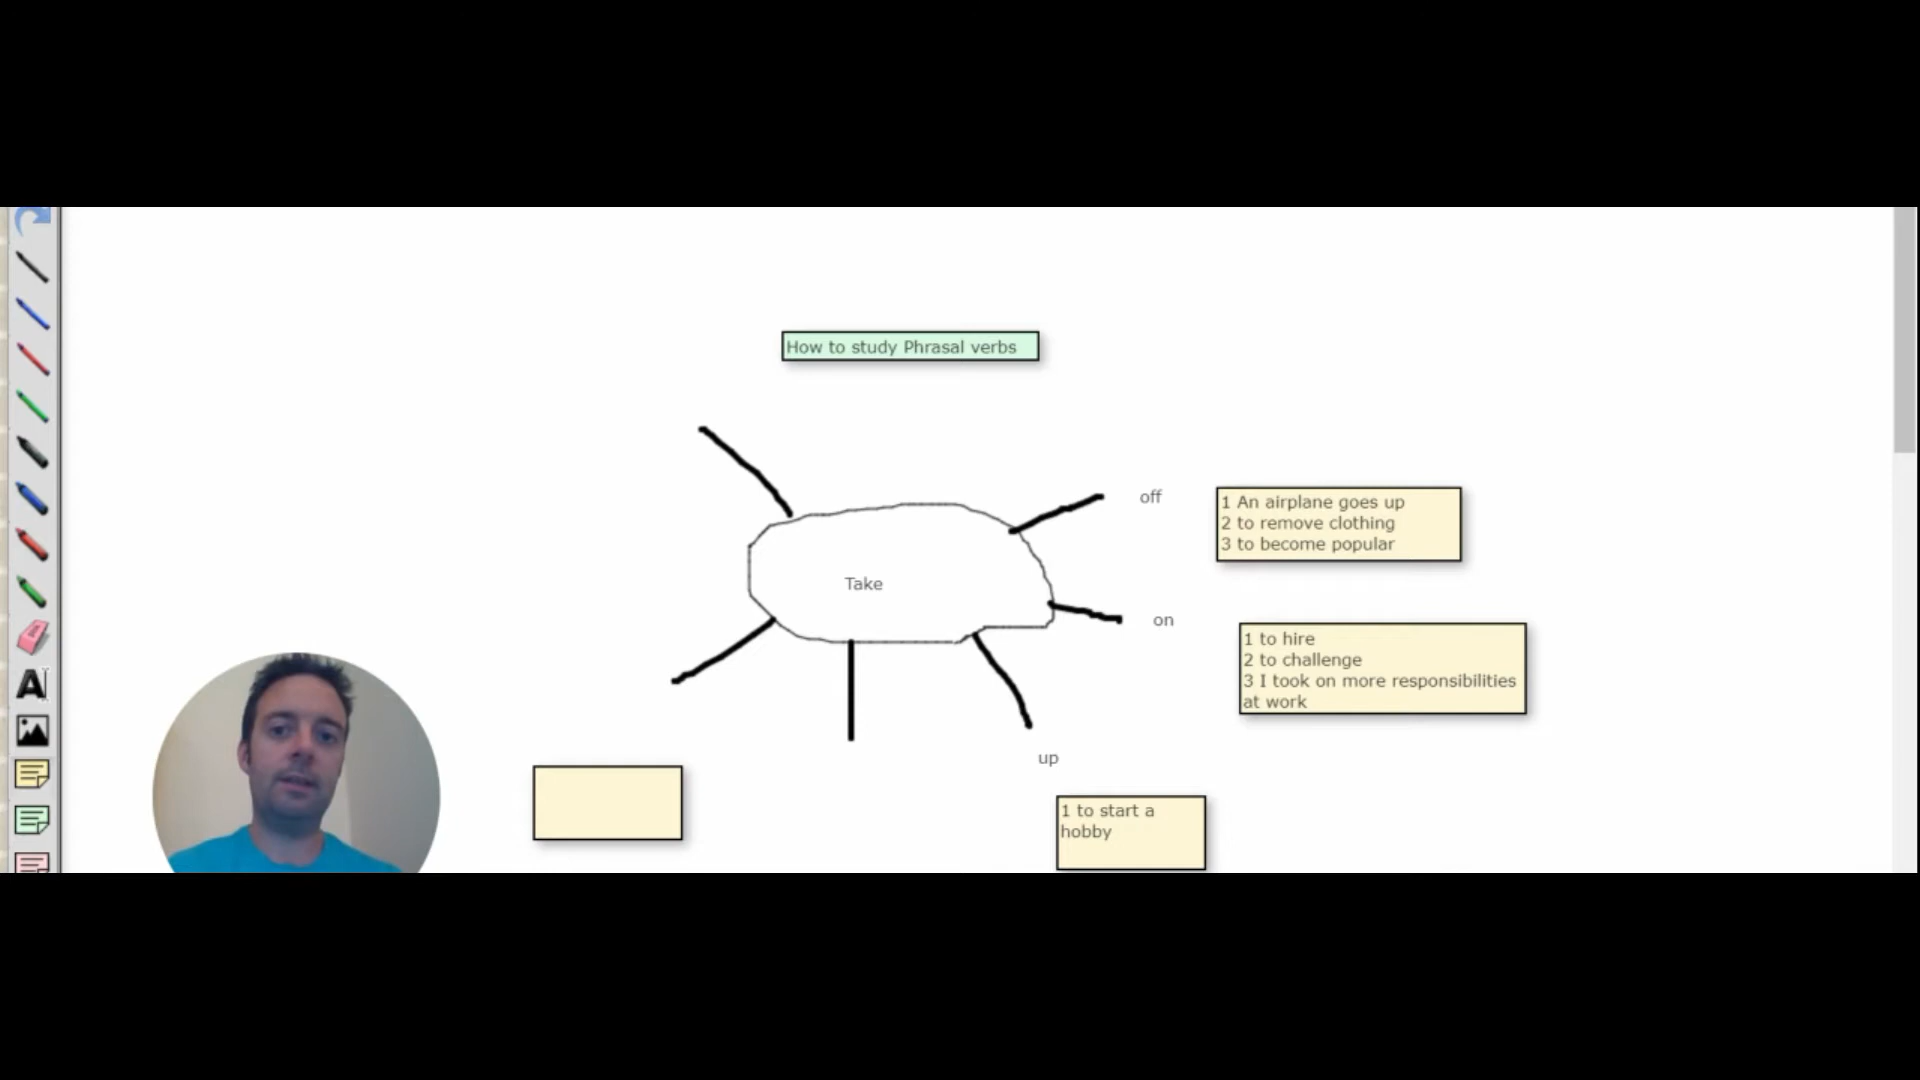 How to study Phrasal verbs
off
1 An airplane goes up
2 to remove clothing
3 to become popular
Take
on
1 to hire
2 to challenge
3 I took on more responsibilities
at work
up
1 to start a
hobby
A